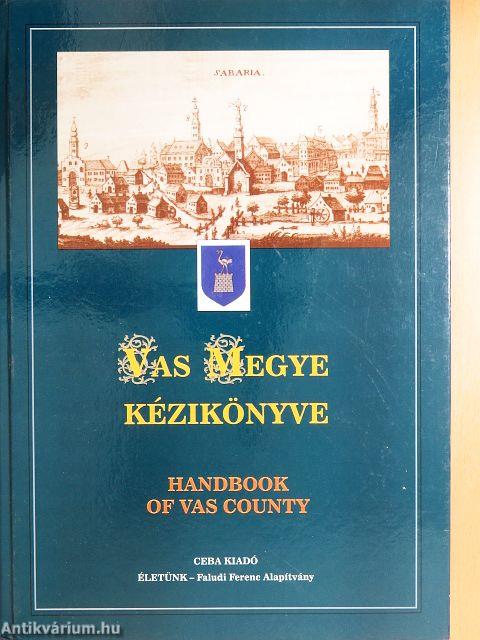 SABARIA.
VAS MEGYE
KÉZIKÖNYVE
HANDBOOK
OF VAS COUNTY
CEBA KIADÓ
ÉLETÜNK – Faludi Ferenc Alapítvány
Antikvárium.hu